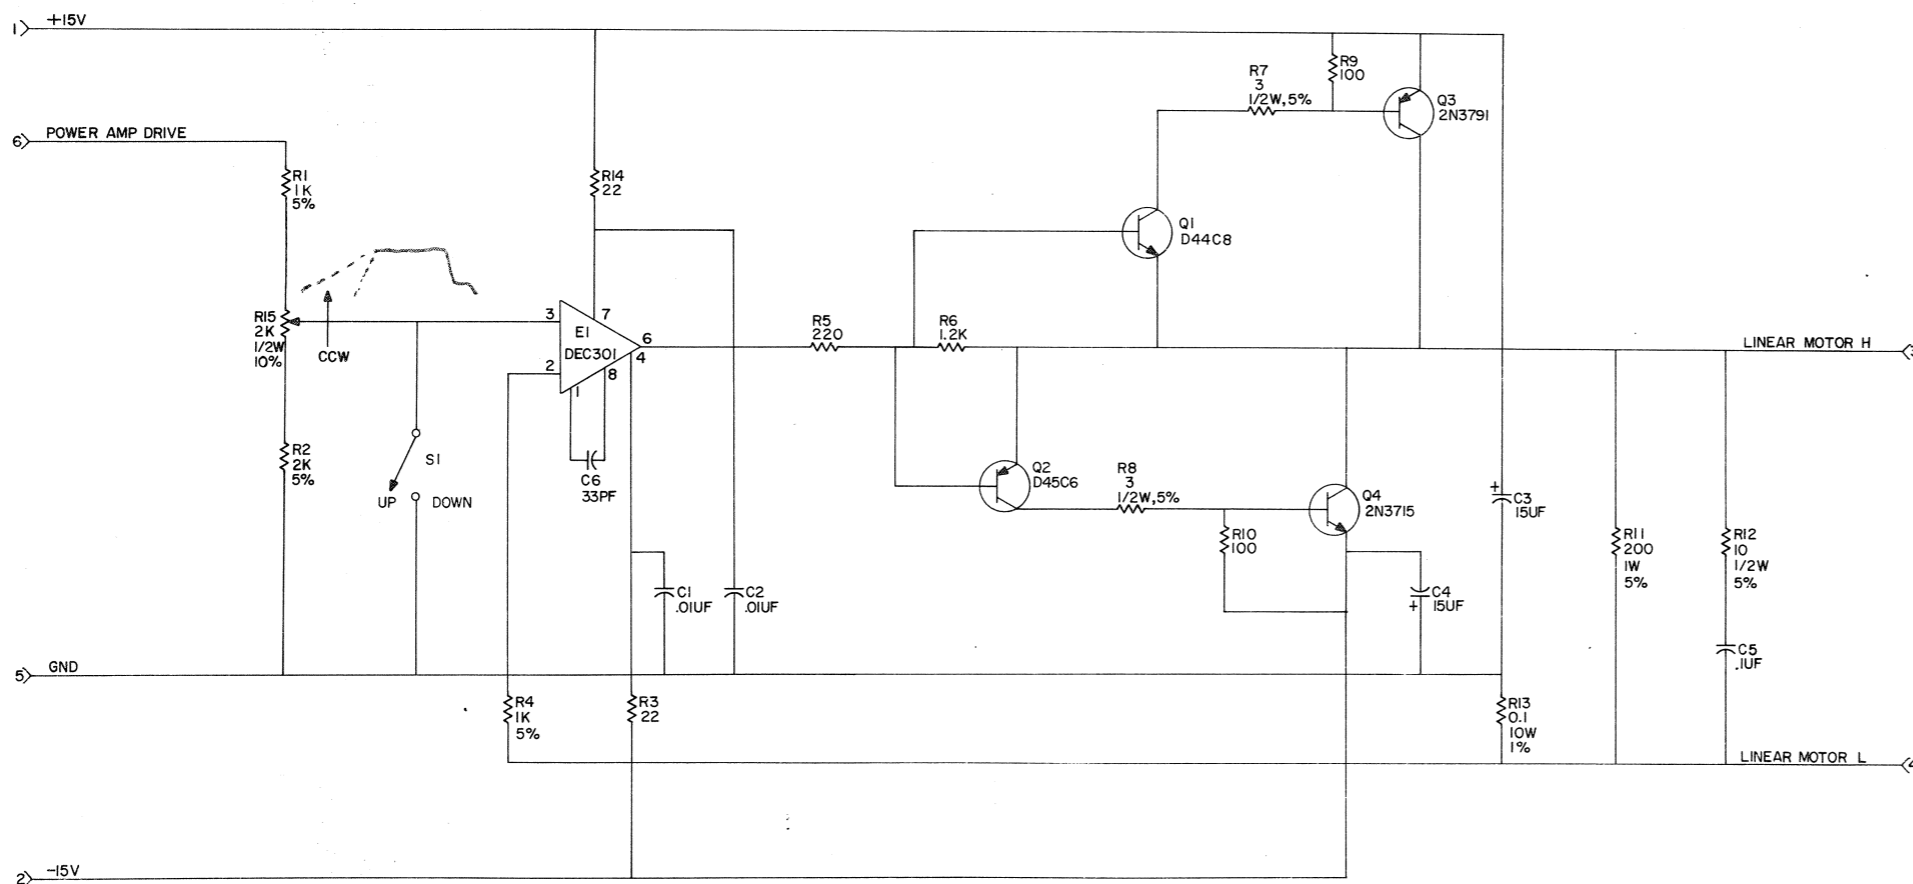 1
+15V
6
POWER AMP DRIVE
R1
1K
5%
R15
2K
1/2W
10%
CCW
R2
2K
5%
S1
UP
DOWN
R14
22
3
7
E1
DEC301
6
4
2
8
1
C6
33PF
R5
220
R6
1.2K
Q1
D44C8
R7
3
1/2W,5%
R9
100
Q3
2N3791
Q2
D45C6
R8
3
1/2W,5%
R10
100
Q4
2N3715
+
C3
15UF
C1
.01UF
C2
.01UF
C4
15UF
+
R11
200
1W
5%
R12
10
1/2W
5%
C5
.1UF
LINEAR MOTOR H
3
5
GND
R4
1K
5%
R3
22
R13
0.1
10W
1%
LINEAR MOTOR L
4
2
-15V